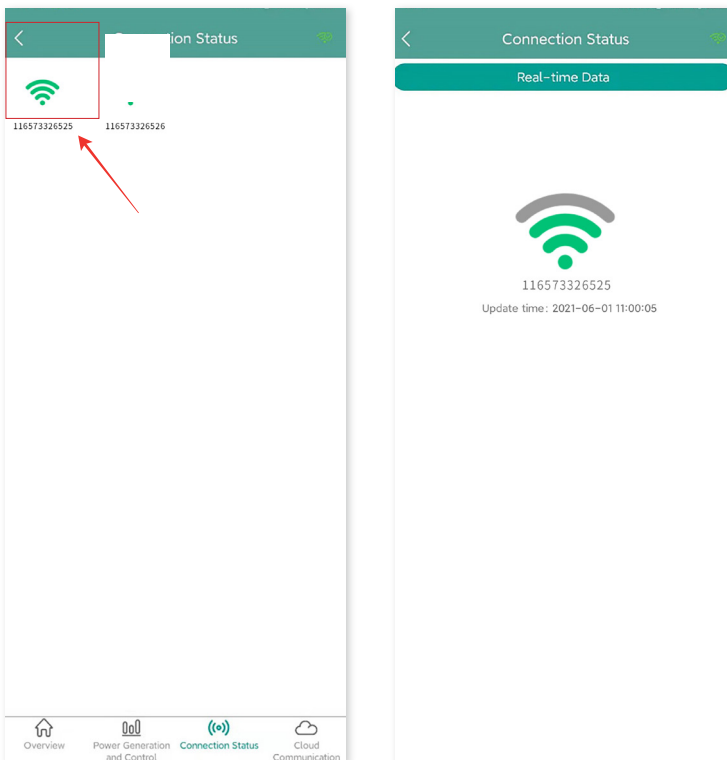 ion Status
116573326525
116573326526
Overview
Power Generation
and Control
Connection Status
Cloud
Communication
Connection Status
Real-time Data
116573326525
Update time: 2021-06-01 11:00:05